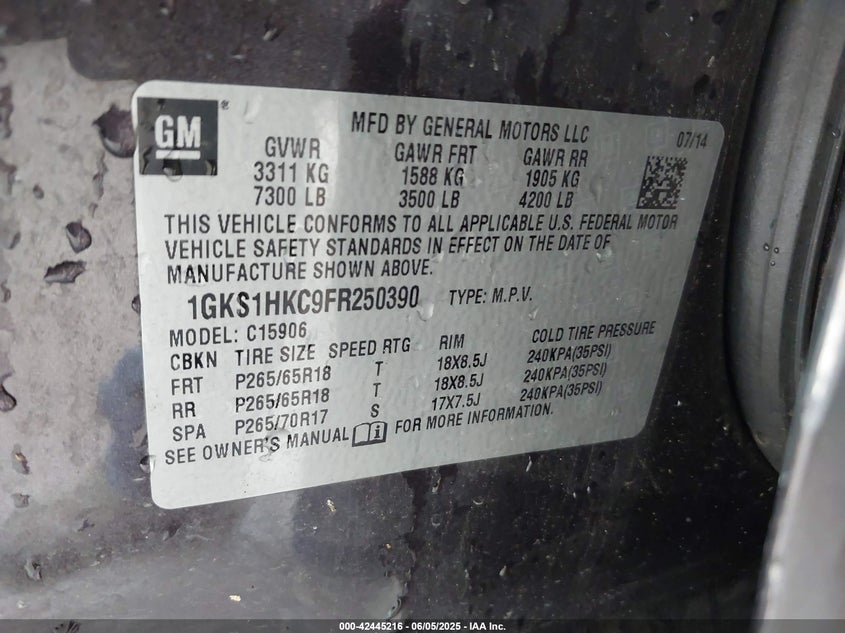 GM ®
MFD BY GENERAL MOTORS LLC 07/14
GVWR GAWR FRT GAWR RR
3311 KG 1588 KG 1905 KG
7300 LB 3500 LB 4200 LB
THIS VEHICLE CONFORMS TO ALL APPLICABLE U.S. FEDERAL MOTOR
VEHICLE SAFETY STANDARDS IN EFFECT ON THE DATE OF
MANUFACTURE SHOWN ABOVE.
1GKS1HKC9FR250390 TYPE: M.P.V.
MODEL: C15906
CBKN TIRE SIZE SPEED RTG RIM COLD TIRE PRESSURE
FRT P265/65R18 T 18X8.5J 240KPA(35PSI)
RR P265/65R18 T 18X8.5J 240KPA(35PSI)
SPA P265/70R17 S 17X7.5J 240KPA(35PSI)
SEE OWNER'S MANUAL i FOR MORE INFORMATION.
000-42445216 - 06/05/2025 - IAA Inc.